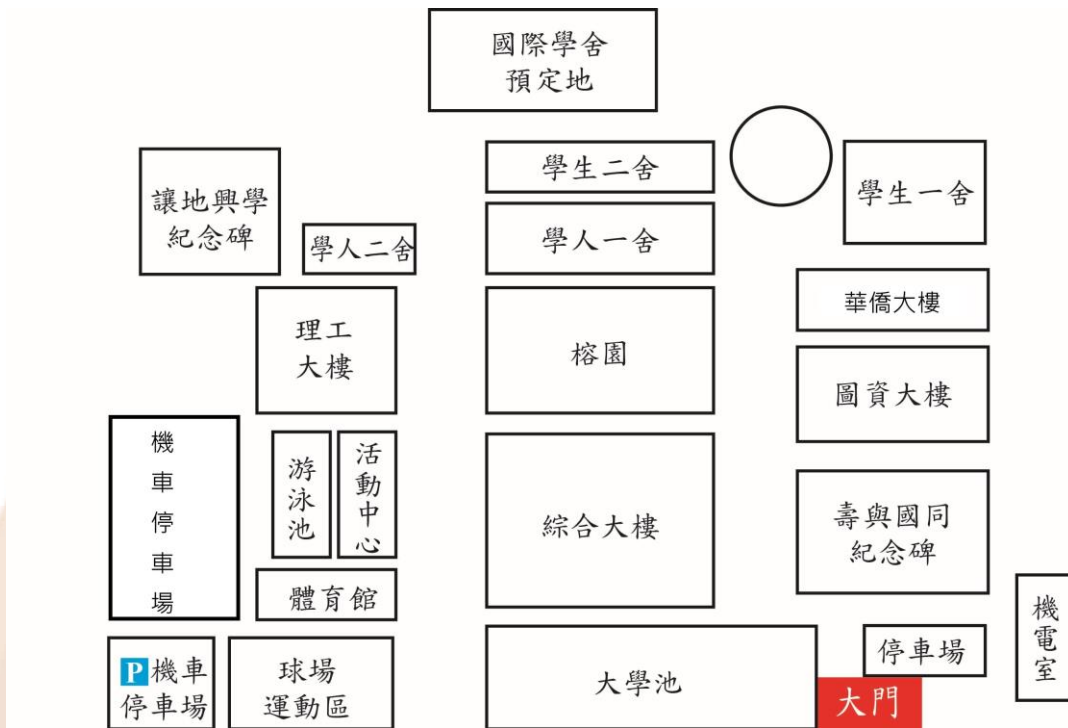 國際學舍
預定地
學生二舍
學生一舍
讓地興學
紀念碑
學人二舍
學人一舍
華僑大樓
理工
大樓
榕園
圖資大樓
機車停車場
游泳池
活動中心
綜合大樓
壽與國同
紀念碑
體育館
機電室
P機車
停車場
球場
運動區
大學池
停車場
大門